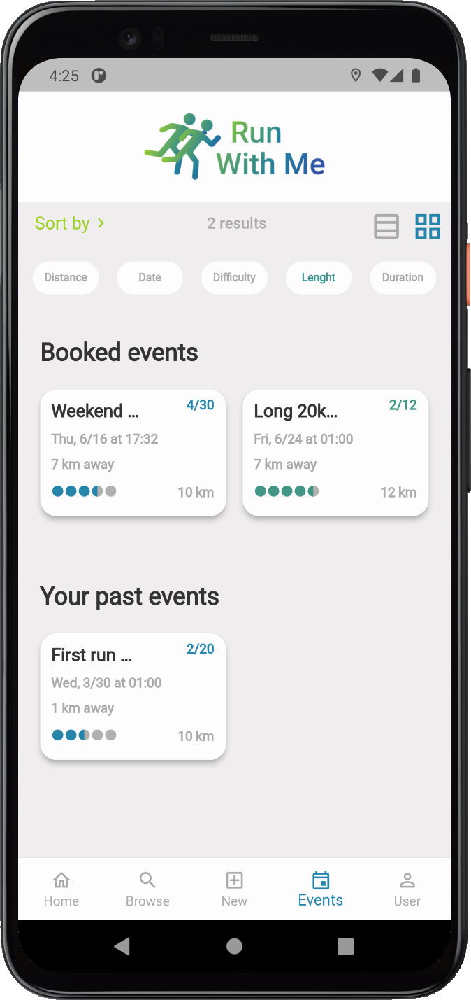 4:25
Run
With Me
Sort by
2 results
Distance
Date
Difficulty
Lenght
Duration
Booked events
Weekend ...
4/30
Thu, 6/16 at 17:32
7 km away
10 km
Long 20k...
2/12
Fri, 6/24 at 01:00
7 km away
12 km
Your past events
First run ...
2/20
Wed, 3/30 at 01:00
1 km away
10 km
Home
Browse
New
Events
User